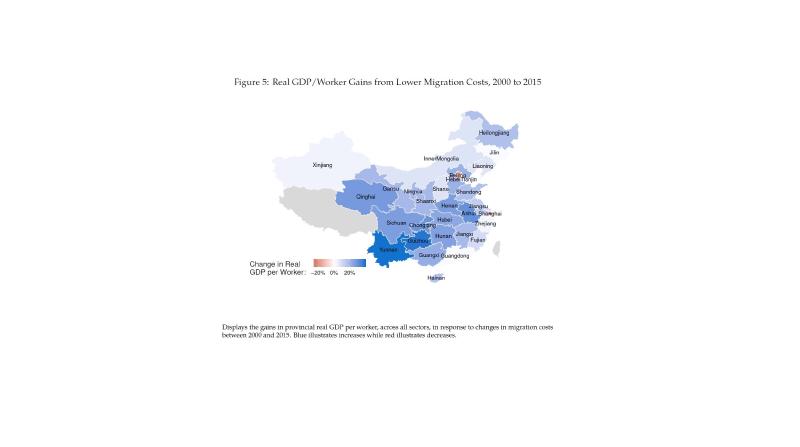 Figure 5: Real GDP/Worker Gains from Lower Migration Costs, 2000 to 2015
Heilongjiang
Jilin
InnerMongolia
Liaoning
Xinjiang
Beijing
Hebei Tianjin
Gansu
Ningxia
Shanxi
Shandong
Qinghai
Shaanxi
Henan
Jiangsu
Anhui Shanghai
Sichuan
Chongqing
Hubei
Zhejiang
Guizhou
Hunan
Jiangxi
Fujian
Yunnan
Guangxi
Guangdong
Hainan
Change in Real
GDP per Worker:
−20% 0% 20%
Displays the gains in provincial real GDP per worker, across all sectors, in response to changes in migration costs
between 2000 and 2015. Blue illustrates increases while red illustrates decreases.